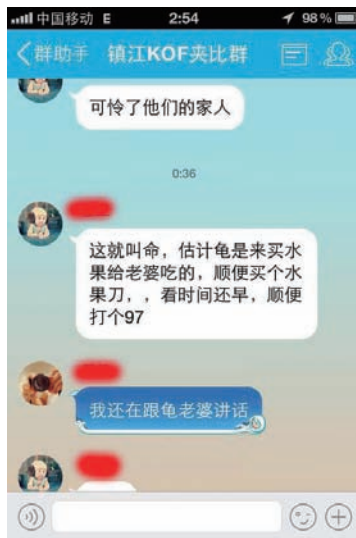 中国移动 E 2:54 98%
群助手 镇江KOF夹比群
可怜了他们的家人
0:36
这就叫命，估计龟是来买水
果给老婆吃的，顺便买个水
果刀，，看时间还早，顺便
打个97
我还在跟龟老婆讲话